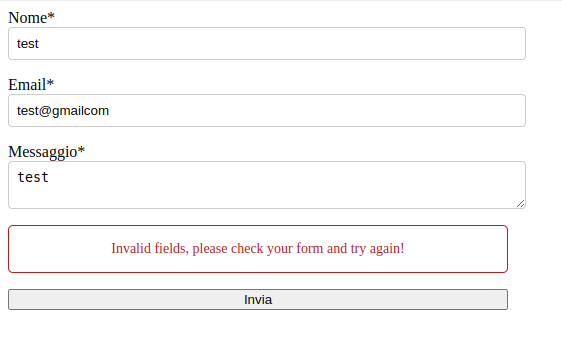 Nome*
test
Email*
test@gmailcom
Messaggio*
test
Invalid fields, please check your form and try again!
Invia